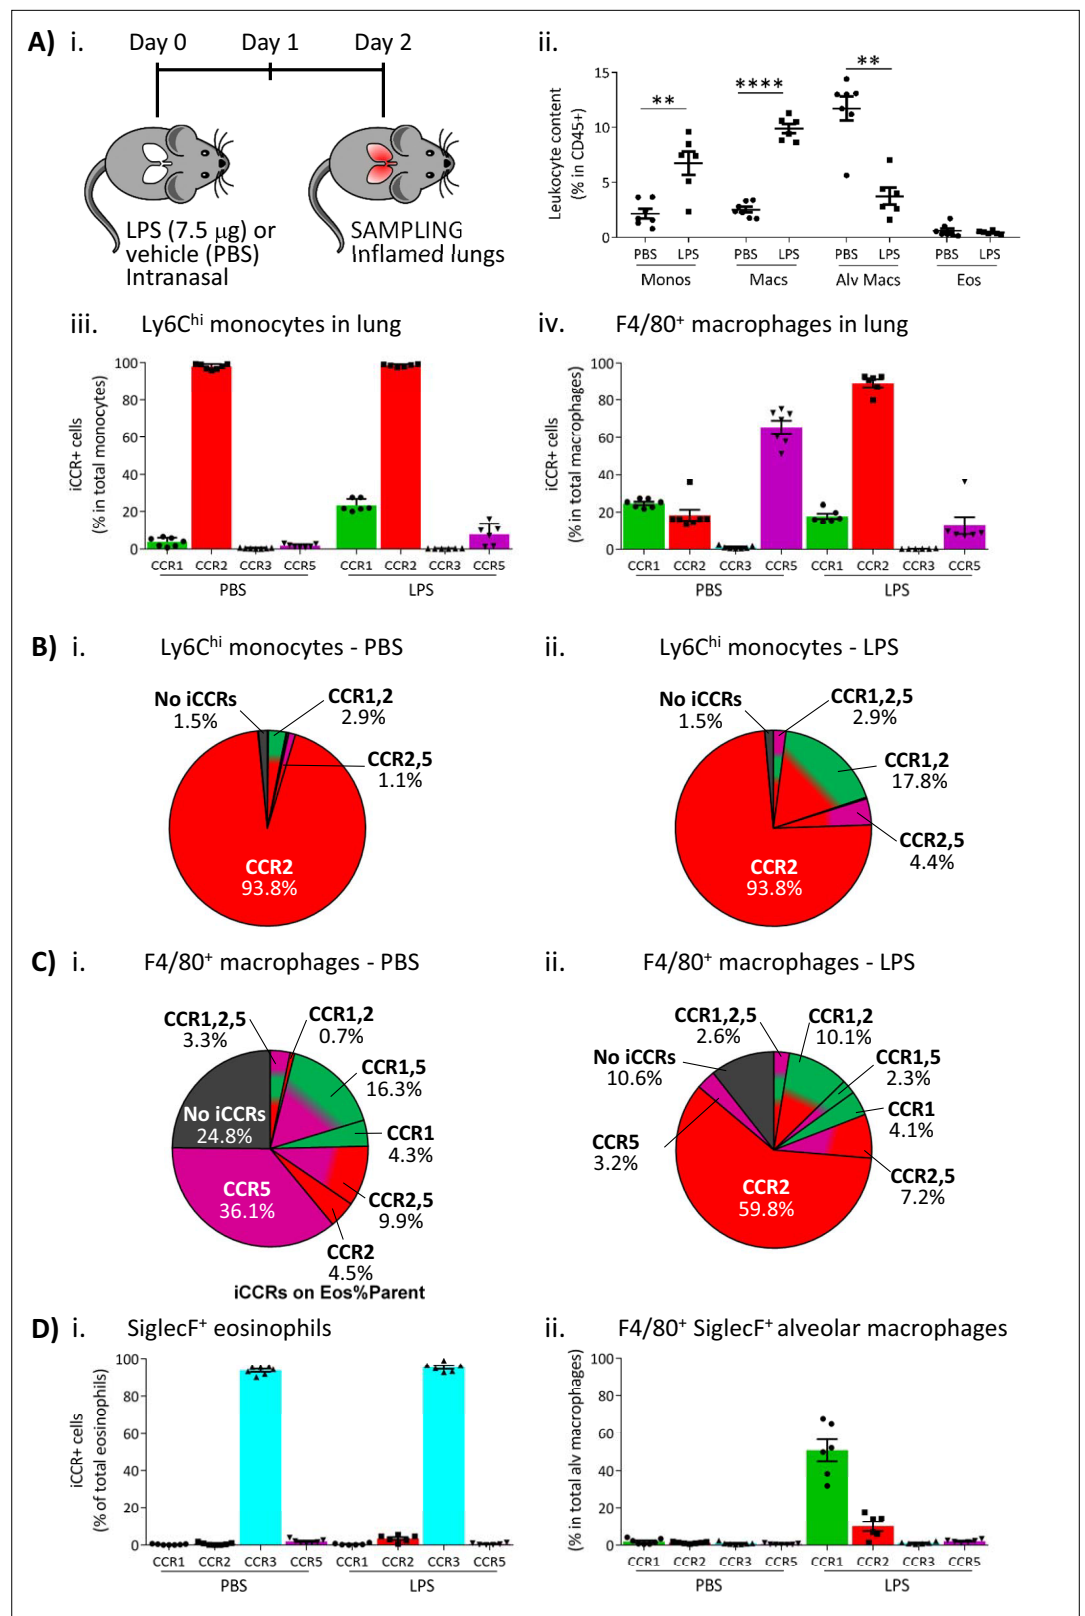 A) i. Day 0 Day 1 Day 2
LPS (7.5 µg) or
vehicle (PBS)
Intranasal
SAMPLING
Inflamed lungs
ii.
Leukocyte content
(% in CD45+)
15
10
5
0
** **** **
PBS LPS PBS LPS PBS LPS PBS LPS
Monos Macs Alv Macs Eos
iii. Ly6Chi monocytes in lung
iCCR+ cells
(% in total monocytes)
100
80
60
40
20
0
CCR1 CCR2 CCR3 CCR5 CCR1 CCR2 CCR3 CCR5
PBS LPS
iv. F4/80+ macrophages in lung
iCCR+ cells
(% in total macrophages)
100
80
60
40
20
0
CCR1 CCR2 CCR3 CCR5 CCR1 CCR2 CCR3 CCR5
PBS LPS
B) i. Ly6Chi monocytes - PBS
No iCCRs
1.5%
CCR1,2
2.9%
CCR2,5
1.1%
CCR2
93.8%
ii. Ly6Chi monocytes - LPS
No iCCRs
1.5%
CCR1,2,5
2.9%
CCR1,2
17.8%
CCR2,5
4.4%
CCR2
93.8%
C) i. F4/80+ macrophages - PBS
CCR1,2,5
3.3%
CCR1,2
0.7%
CCR1,5
16.3%
CCR1
4.3%
CCR2,5
9.9%
CCR2
4.5%
CCR5
36.1%
No iCCRs
24.8%
ii. F4/80+ macrophages - LPS
CCR1,2,5
2.6%
CCR1,2
10.1%
CCR1,5
2.3%
CCR1
4.1%
CCR2,5
7.2%
CCR2
59.8%
CCR5
3.2%
No iCCRs
10.6%
iCCRs on Eos%Parent
D) i. SiglecF+ eosinophils
iCCR+ cells
(% of total eosinophils)
100
80
60
40
20
0
CCR1 CCR2 CCR3 CCR5 CCR1 CCR2 CCR3 CCR5
PBS LPS
ii. F4/80+ SiglecF+ alveolar macrophages
(% in total alv macrophages)
100
80
60
40
20
0
CCR1 CCR2 CCR3 CCR5 CCR1 CCR2 CCR3 CCR5
PBS LPS